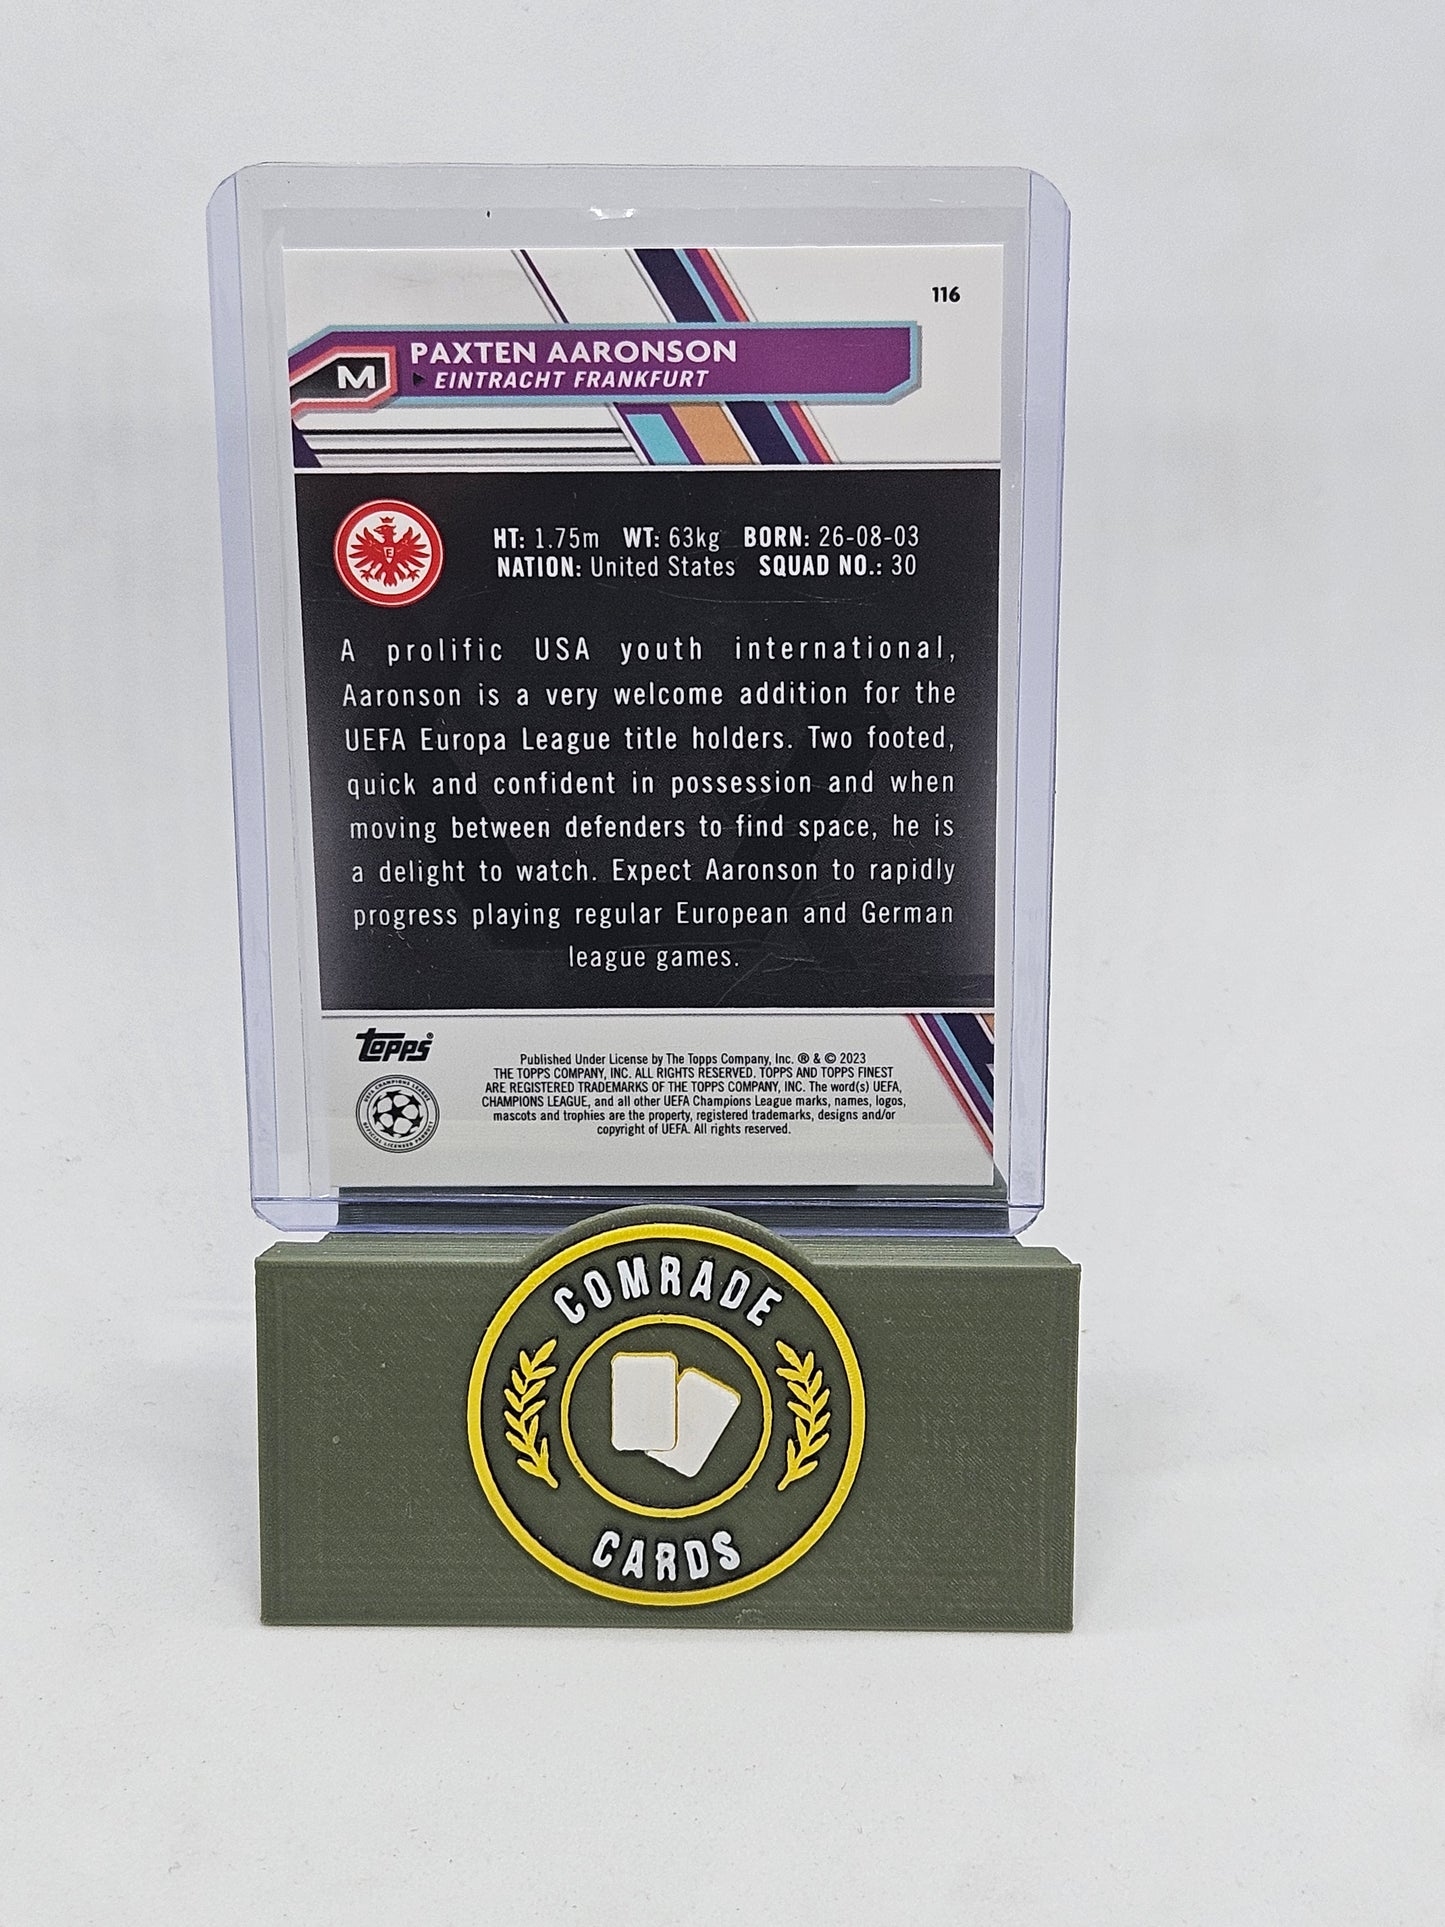 116
PAXTEN AARONSON
M
EINTRACHT FRANKFURT
HT: 1.75m WT: 63kg BORN: 26-08-03
NATION: United States SQUAD NO.: 30
A prolific USA youth international,
Aaronson is a very welcome addition for the
UEFA Europa League title holders. Two footed,
quick and confident in possession and when
moving between defenders to find space, he is
a delight to watch. Expect Aaronson to rapidly
progress playing regular European and German
league games.
Topps®
Published Under License by The Topps Company, Inc. ® & © 2023
THE TOPPS COMPANY, INC. ALL RIGHTS RESERVED. TOPPS AND TOPPS FINEST
ARE REGISTERED TRADEMARKS OF THE TOPPS COMPANY, INC. The word(s) UEFA,
CHAMPIONS LEAGUE, and all other UEFA Champions League marks, names, logos,
mascots and trophies are the property, registered trademarks, designs and/or
copyright of UEFA. All rights reserved.
UEFA CHAMPIONS LEAGUE
OFFICIAL LICENSED PRODUCT
COMRADE
CARDS